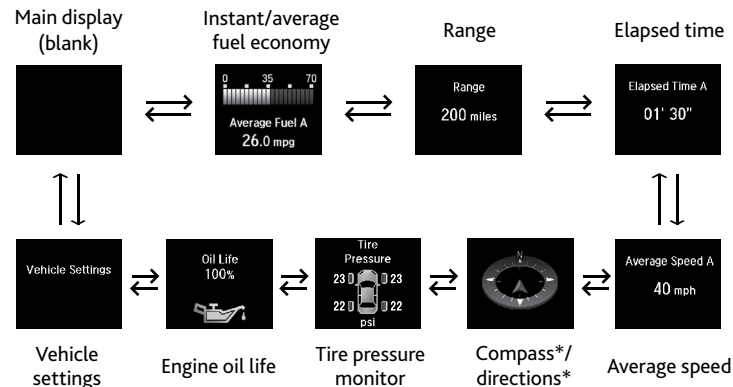 Main display
(blank)
Instant/average
fuel economy
Range
Elapsed time
0 35 70
Average Fuel A
26.0 mpg
Range
200 miles
Elapsed Time A
01' 30"
Vehicle Settings
Oil Life
100%
Tire
Pressure
23 23
22 22
psi
N
Average Speed A
40 mph
Vehicle
settings
Engine oil life
Tire pressure
monitor
Compass*/
directions*
Average speed